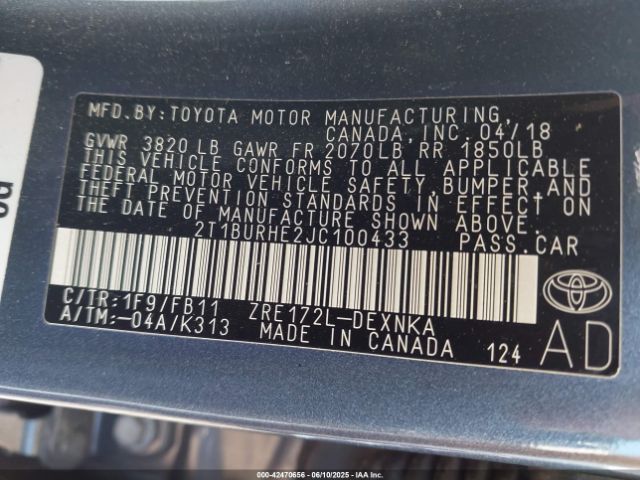 MFD.BY:TOYOTA MOTOR MANUFACTURING,
CANADA,INC.04/18
GVWR 3820LB GAWR FR 2070LB RR 1850LB
THIS VEHICLE CONFORMS TO ALL APPLICABLE
FEDERAL MOTOR VEHICLE SAFETY,BUMPER,AND
THEFT PREVENTION STANDARDS IN EFFECT ON
THE DATE OF MANUFACTURE SHOWN ABOVE.
2T1BURHE2JC100433 PASS.CAR
C/TR:1F9/FB11 ZRE172L-DEXNKA
A/TM:-04A/K313 MADE IN CANADA 124
AD
TOYOTA
000-42470656 - 06/10/2025 - IAA Inc.